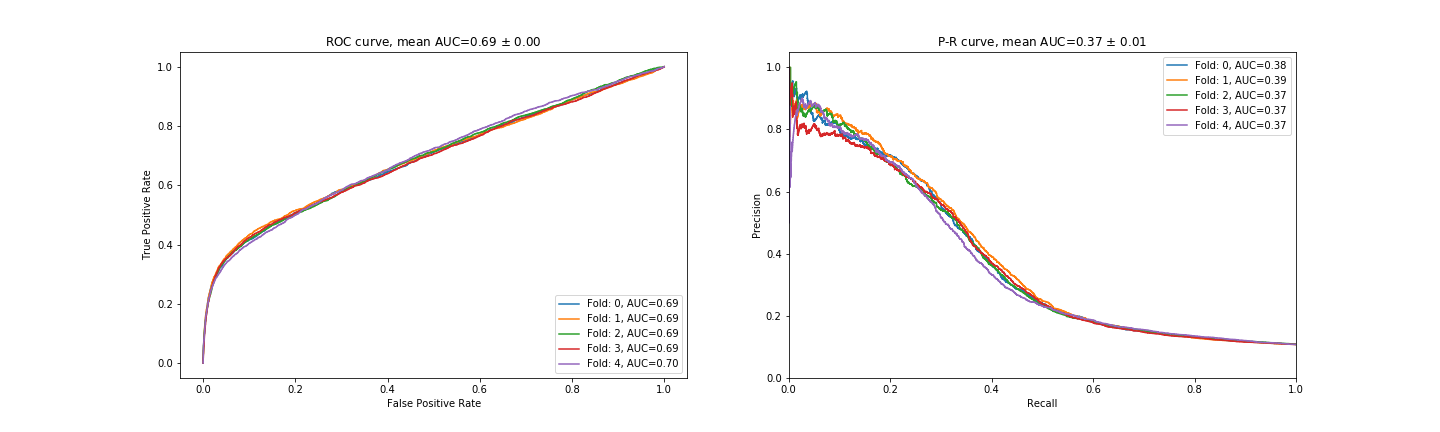 ROC curve, mean AUC=0.69 ± 0.00
True Positive Rate
1.0
0.8
0.6
0.4
0.2
0.0
0.0 0.2 0.4 0.6 0.8 1.0
False Positive Rate
Fold: 0, AUC=0.69
Fold: 1, AUC=0.69
Fold: 2, AUC=0.69
Fold: 3, AUC=0.69
Fold: 4, AUC=0.70
P-R curve, mean AUC=0.37 ± 0.01
Precision
1.0
0.8
0.6
0.4
0.2
0.0
0.0 0.2 0.4 0.6 0.8 1.0
Recall
Fold: 0, AUC=0.38
Fold: 1, AUC=0.39
Fold: 2, AUC=0.37
Fold: 3, AUC=0.37
Fold: 4, AUC=0.37